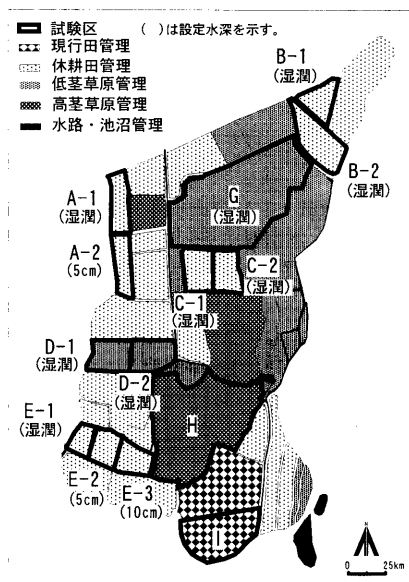 試験区 ( )は設定水深を示す。
現行田管理
休耕田管理
低茎草原管理
高茎草原管理
水路・池沼管理
B-1
(湿潤)
B-2
(湿潤)
A-1
(湿潤)
G
(湿潤)
A-2
(5cm)
C-2
(湿潤)
C-1
(湿潤)
D-1
(湿潤)
D-2
(湿潤)
E-1
(湿潤)
H
E-2
(5cm)
E-3
(10cm)
I
N
0 25km